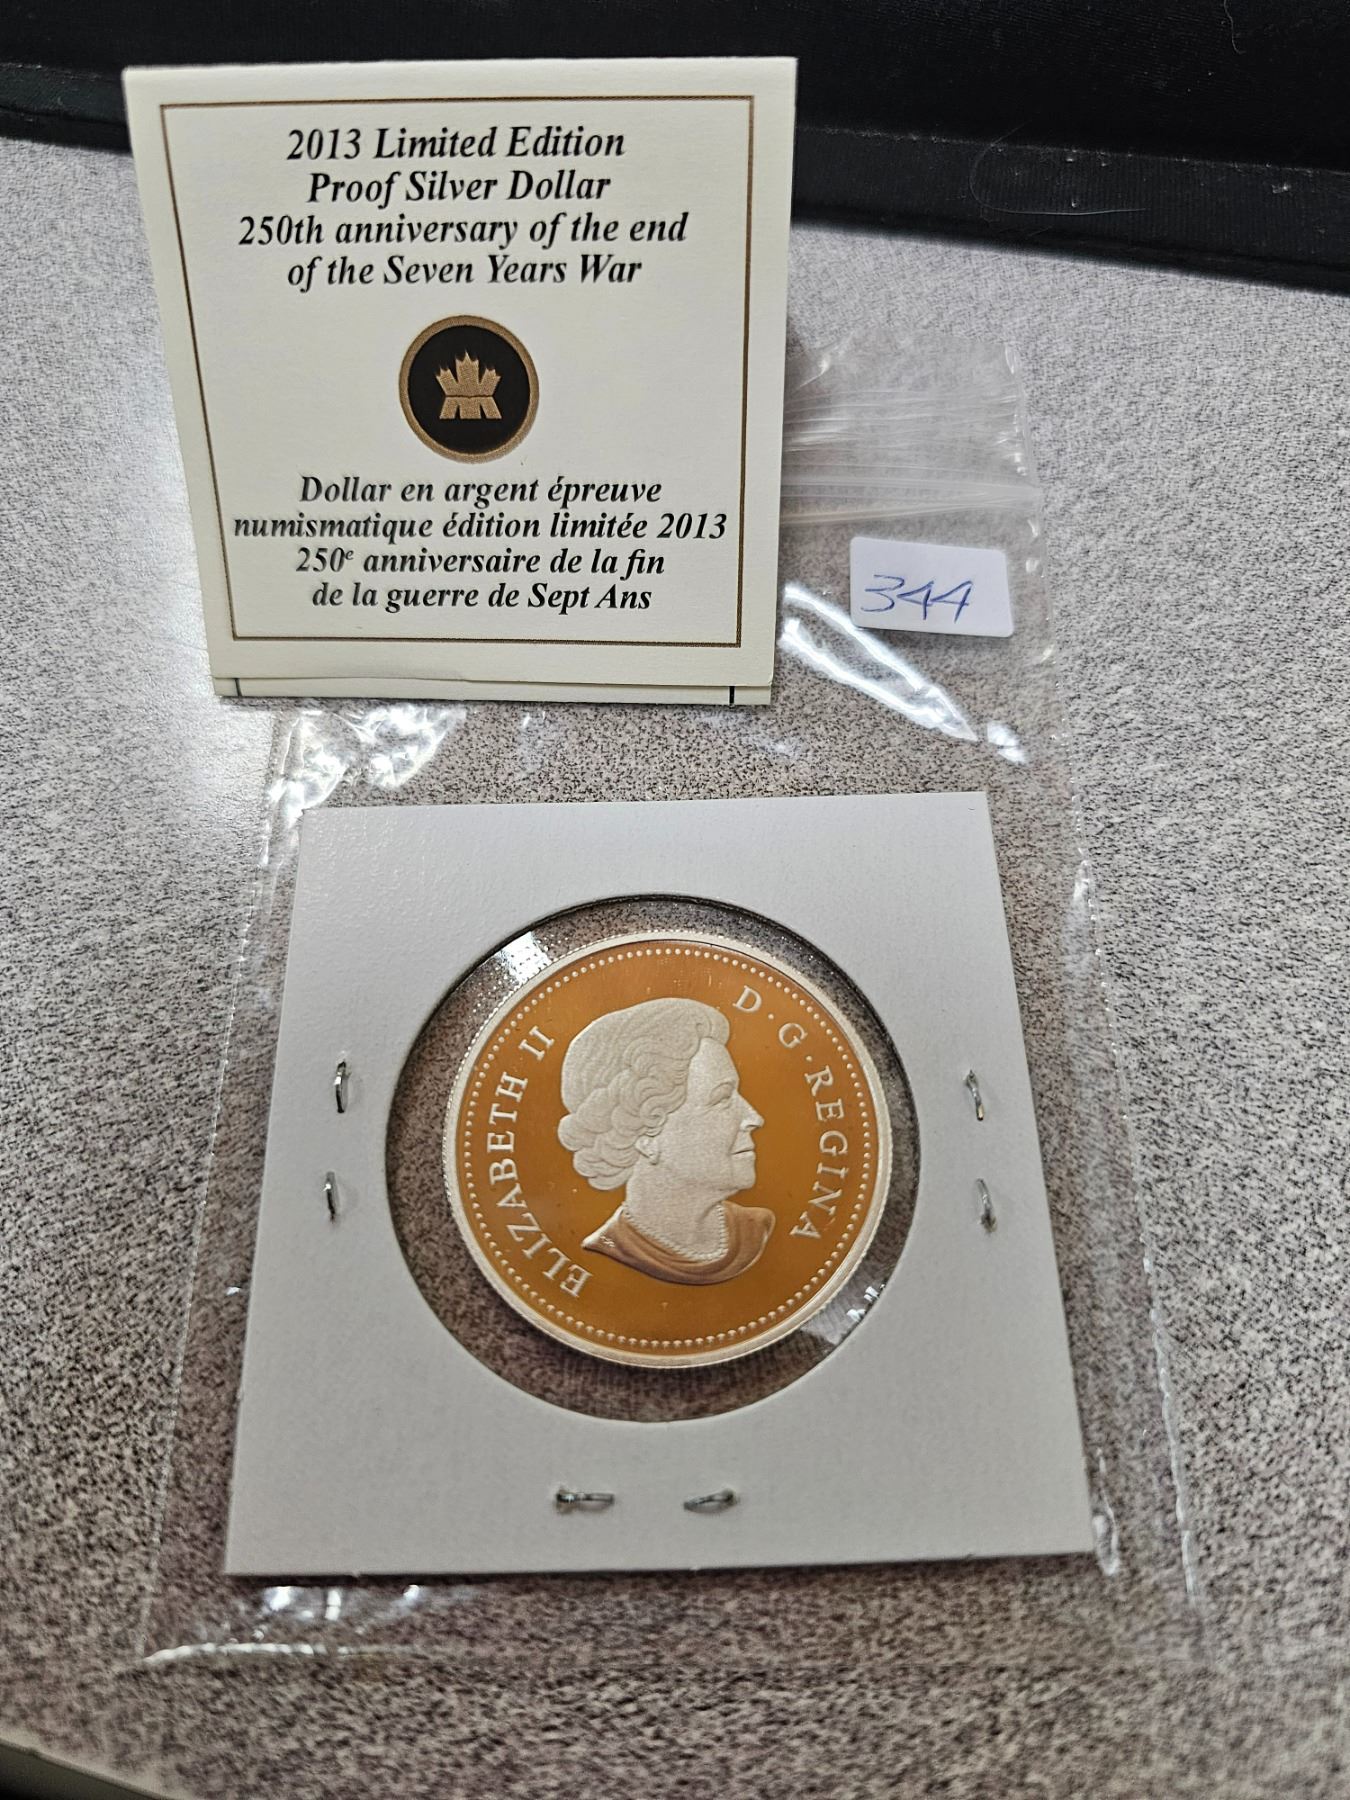 2013 Limited Edition
Proof Silver Dollar
250th anniversary of the end
of the Seven Years War
Dollar en argent épreuve
numismatique édition limitée 2013
250e anniversaire de la fin
de la guerre de Sept Ans
344
ELIZABETH II D·G·REGINA